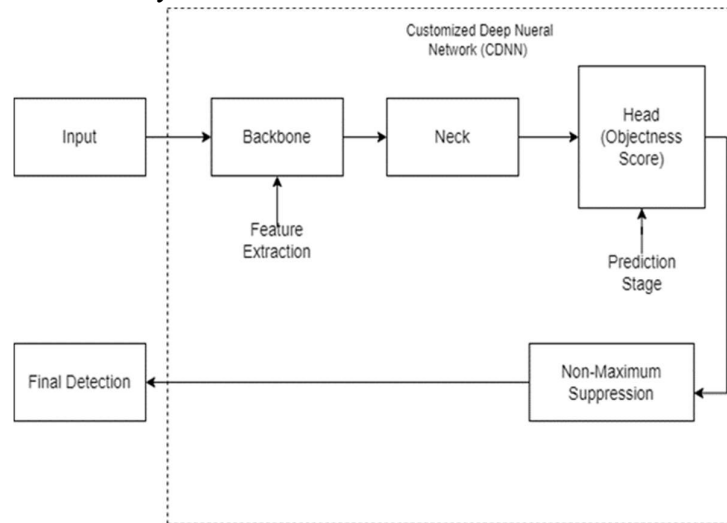 Customized Deep Nueral
Network (CDNN)
Input
Backbone
Neck
Head
(Objectness
Score)
Feature
Extraction
Prediction
Stage
Final Detection
Non-Maximum
Suppression